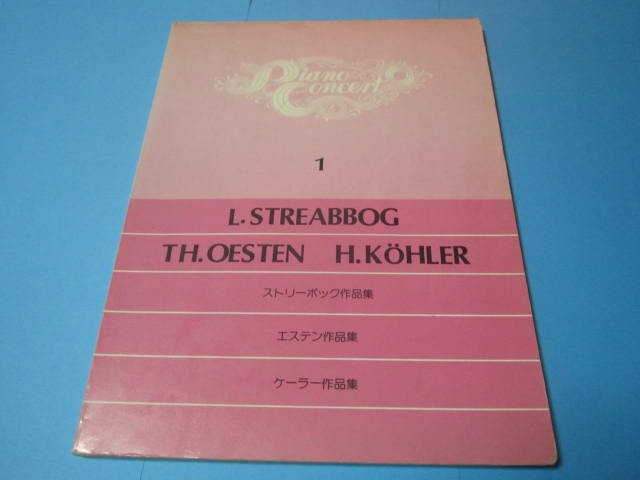 Piano
Concert
1
L. STREABBOG
TH. OESTEN H. KÖHLER
ストリーボック作品集
エステン作品集
ケーラー作品集